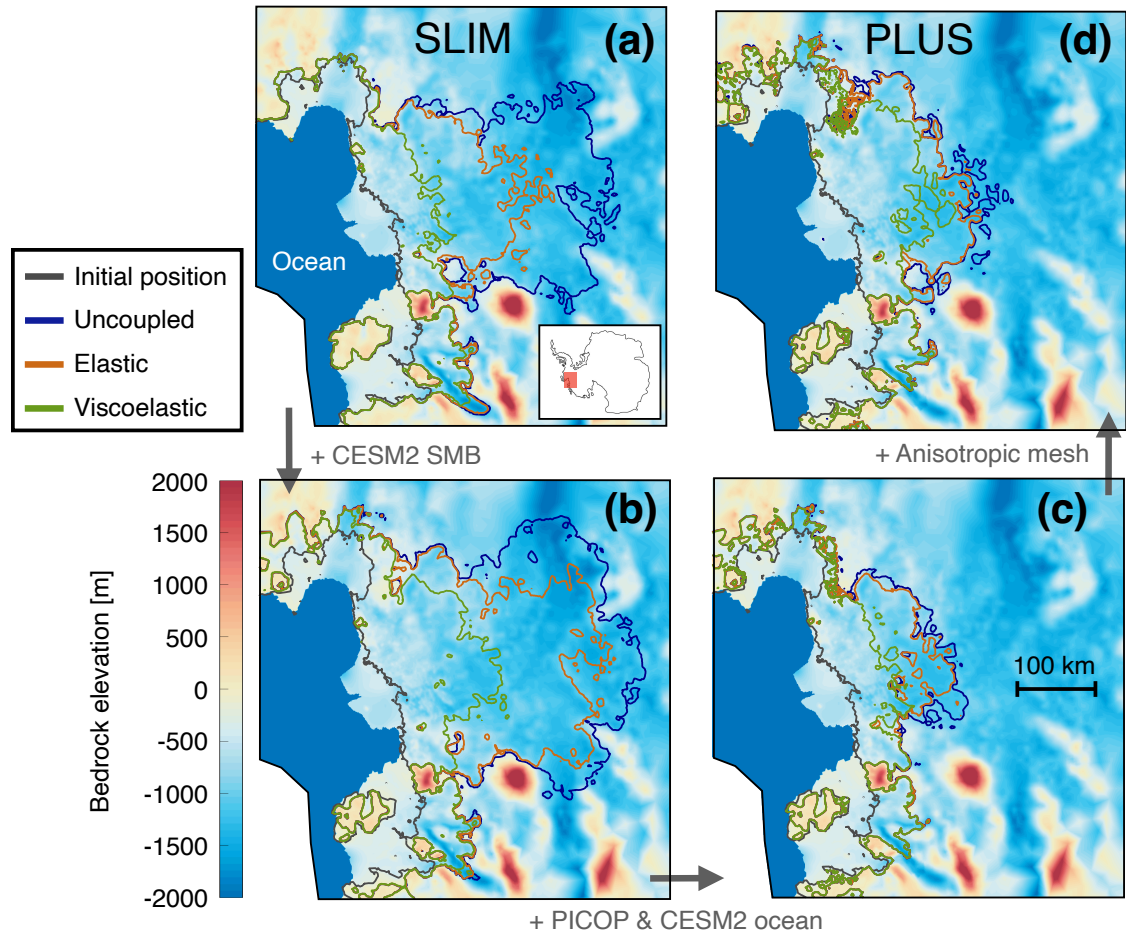 SLIM
(a)
PLUS
(d)
Ocean
Initial position
Uncoupled
Elastic
Viscoelastic
+ CESM2 SMB
+ Anisotropic mesh
(b)
(c)
Bedrock elevation [m]
2000
1500
1000
500
0
-500
-1000
-1500
-2000
100 km
+ PICOP & CESM2 ocean